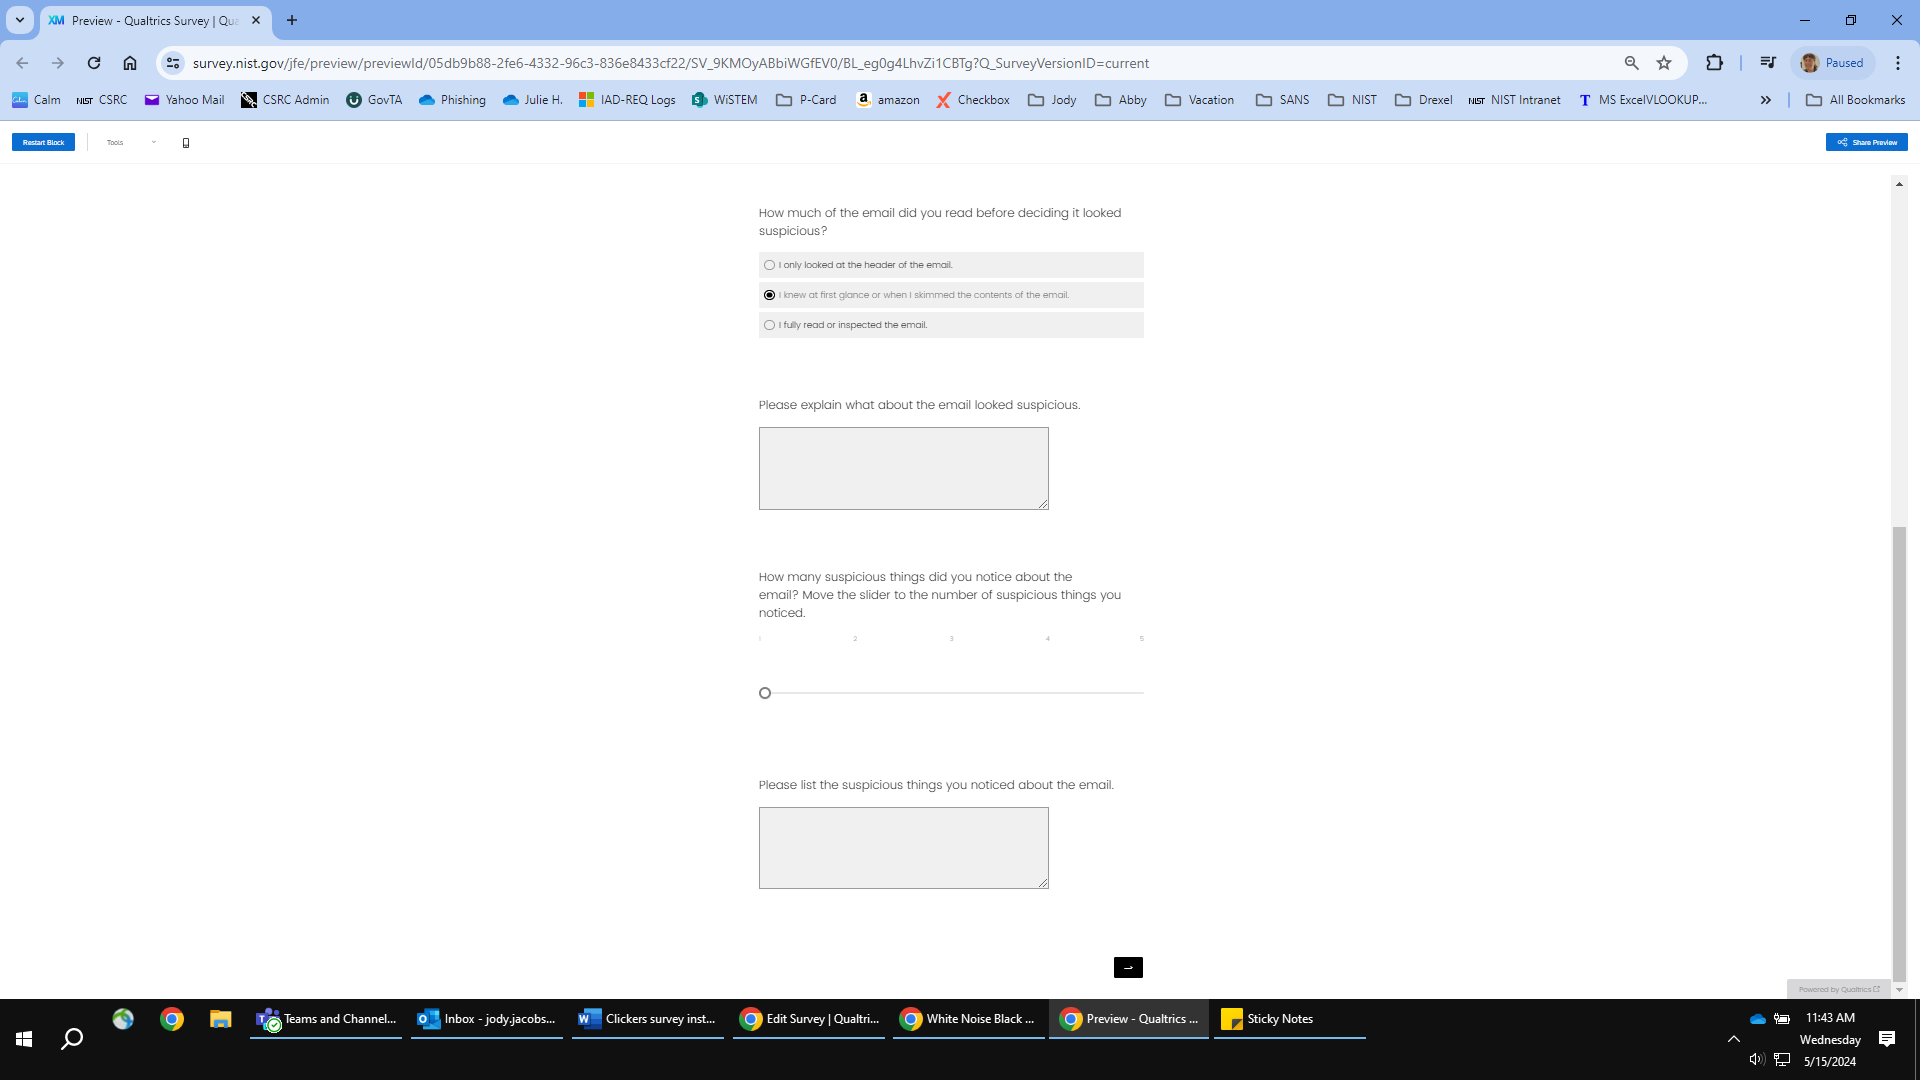 XM Preview - Qualtrics Survey | Qua
survey.nist.gov/jfe/preview/previewId/05db9b88-2fe6-4332-96c3-836e8433cf22/SV_9KMOyABbiWGfEV0/BL_eg0g4LhvZi1CBTg?Q_SurveyVersionID=current
Paused
Calm
NIST CSRC
Yahoo Mail
CSRC Admin
GovTA
Phishing
Julie H.
IAD-REQ Logs
WiSTEM
P-Card
amazon
Checkbox
Jody
Abby
Vacation
SANS
NIST
Drexel
NIST NIST Intranet
MS ExcelVLOOKUP...
All Bookmarks
Restart Block
Tools
Share Preview
How much of the email did you read before deciding it looked
suspicious?
I only looked at the header of the email.
I knew at first glance or when I skimmed the contents of the email.
I fully read or inspected the email.
Please explain what about the email looked suspicious.
How many suspicious things did you notice about the
email? Move the slider to the number of suspicious things you
noticed.
1 2 3 4 5
Please list the suspicious things you noticed about the email.
Powered by Qualtrics
Teams and Channel...
Inbox - jody.jacobs...
Clickers survey inst...
Edit Survey | Qualtri...
White Noise Black ...
Preview - Qualtrics ...
Sticky Notes
11:43 AM
Wednesday
5/15/2024